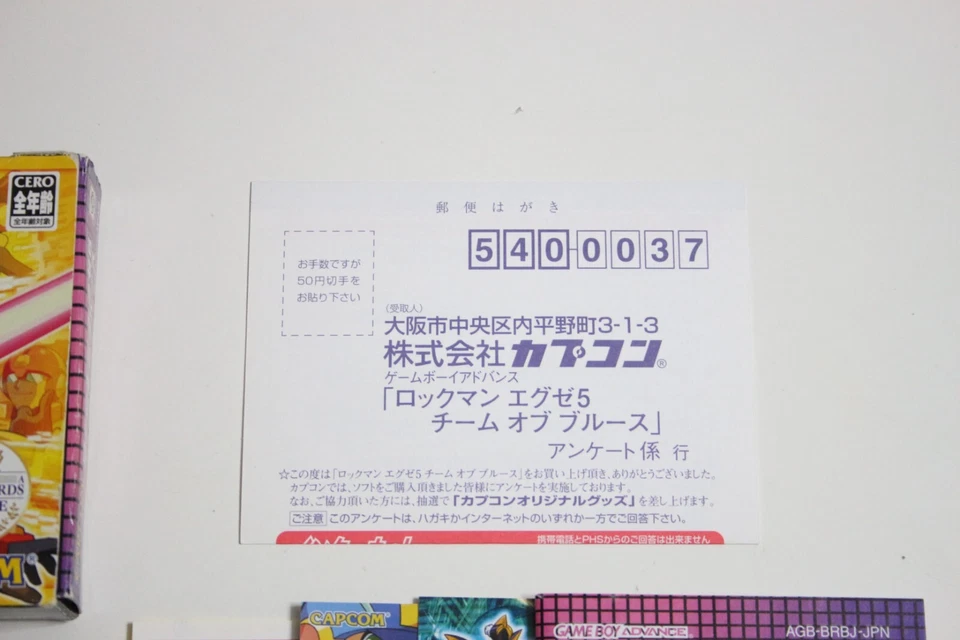 CERO
全年齢
全年齢対象
郵便はがき
540-0037
お手数ですが
50円切手を
お貼り下さい
(受取人)
大阪市中央区内平野町3-1-3
株式会社カプコン®
ゲームボーイアドバンス
「ロックマン エグゼ5
チーム オブ ブルース」
アンケート係 行
☆この度は「ロックマン エグゼ5 チーム オブ ブルース」をお買い上げ頂き、ありがとうございました。
カプコンでは、ソフトをご購入頂きました皆様にアンケートを実施しております。
なお、ご協力頂いた方には、抽選で「カプコンオリジナルグッズ」を差し上げます。
ご注意 このアンケートは、ハガキかインターネットのいずれか一方でご回答下さい。
携帯電話とPHSからのご回答は出来ません
CAPCOM
GAME BOY ADVANCE
AGB-BRBJ-JPN